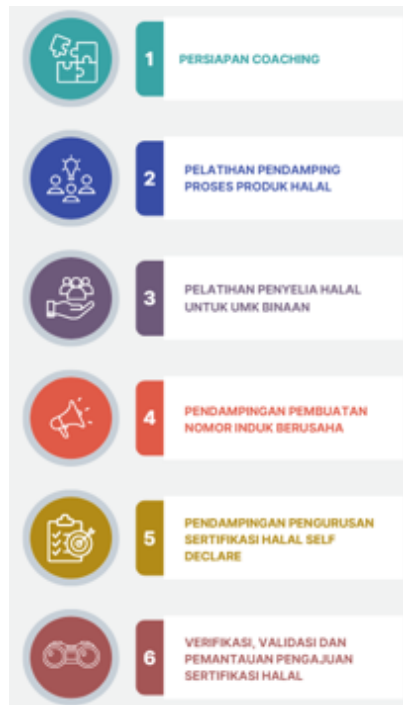 1
PERSIAPAN COACHING
2
PELATIHAN PENDAMPING
PROSES PRODUK HALAL
3
PELATIHAN PENYELIA HALAL
UNTUK UMK BINAAN
4
PENDAMPINGAN PEMBUATAN
NOMOR INDUK BERUSAHA
5
PENDAMPINGAN PENGURUSAN
SERTIFIKASI HALAL SELF
DECLARE
6
VERIFIKASI, VALIDASI DAN
PEMANTAUAN PENGAJUAN
SERTIFIKASI HALAL